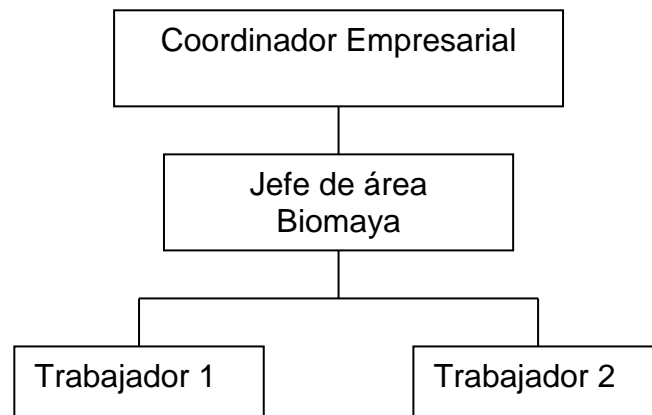 Coordinador Empresarial
Jefe de área
Biomaya
Trabajador 1
Trabajador 2